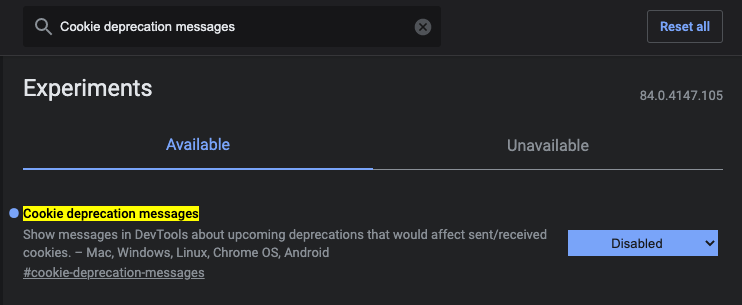 Cookie deprecation messages
Reset all
Experiments
84.0.4147.105
Available
Unavailable
Cookie deprecation messages
Show messages in DevTools about upcoming deprecations that would affect sent/received
cookies. – Mac, Windows, Linux, Chrome OS, Android
#cookie-deprecation-messages
Disabled